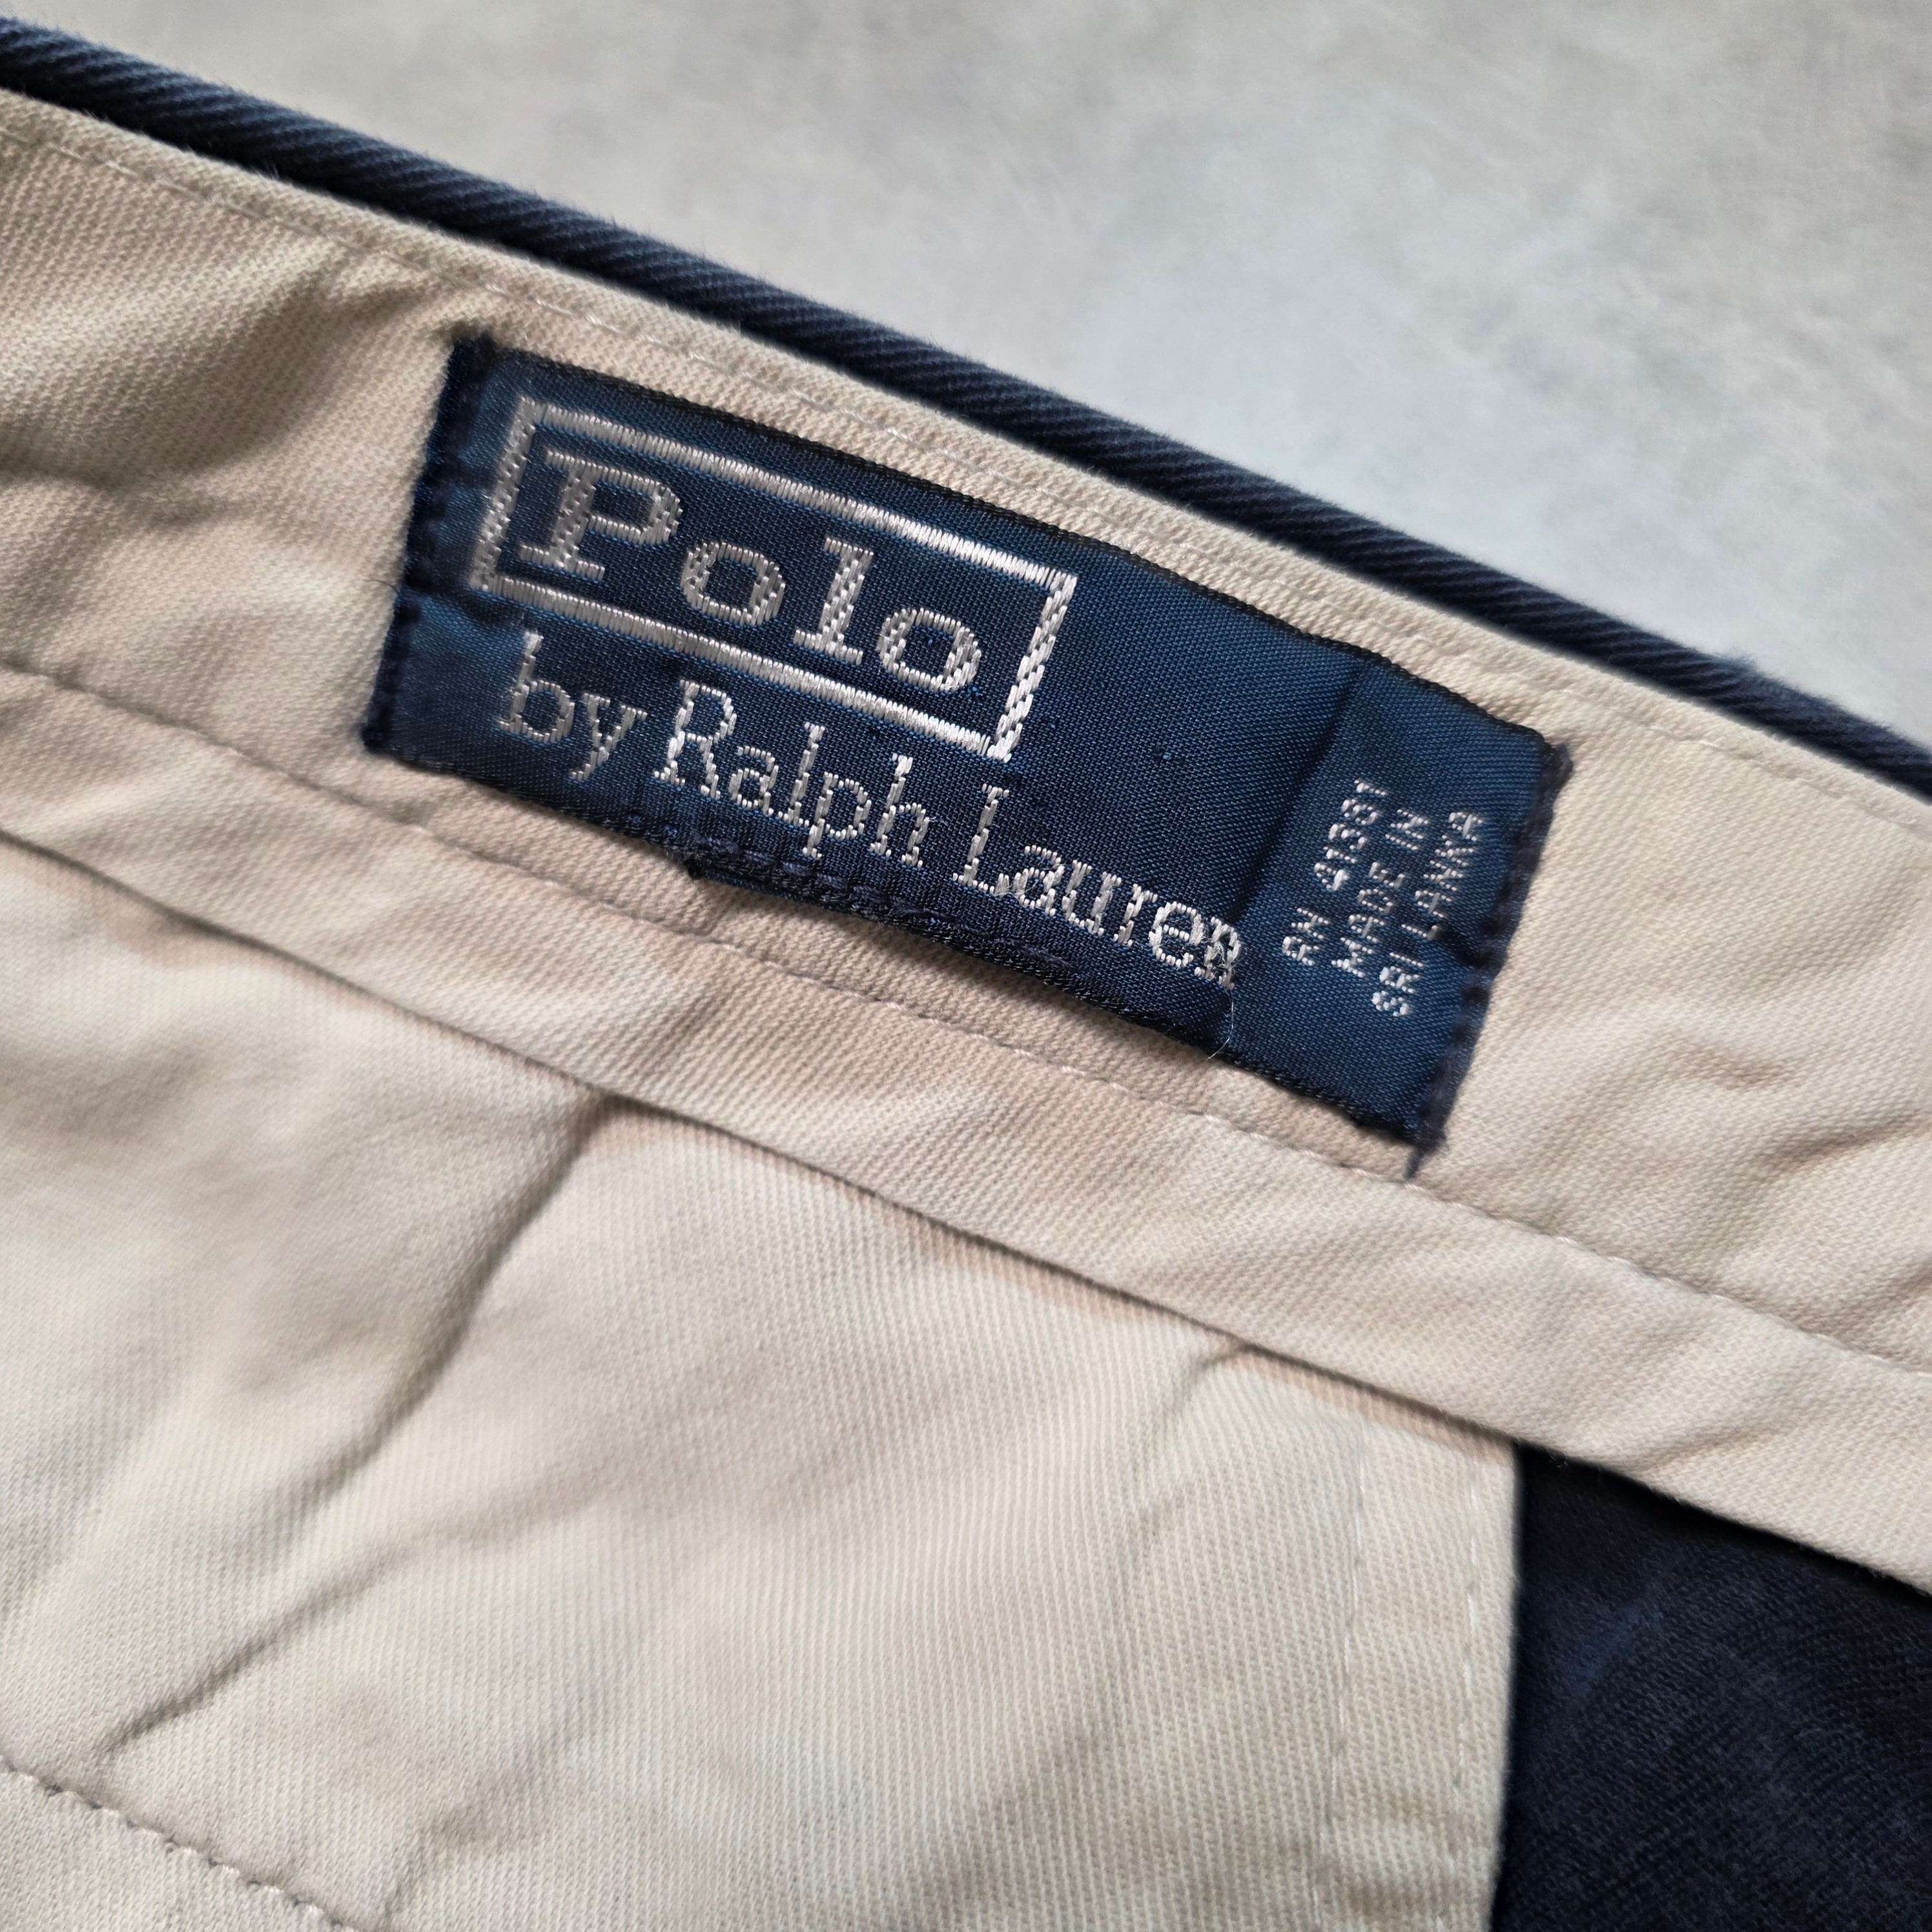 Polo
by Ralph Lauren
RN 41381
MADE IN
SRI LANKA